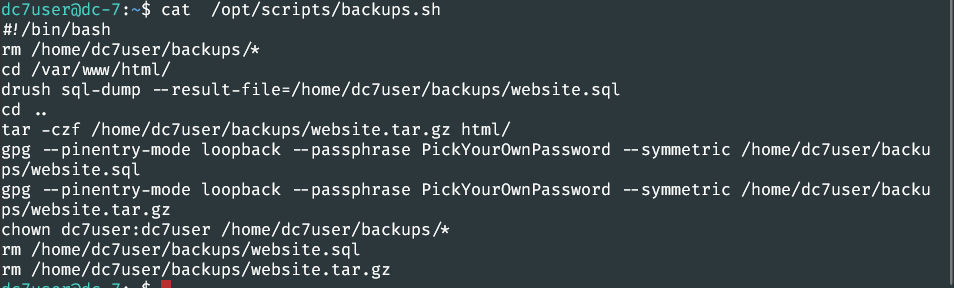 dc7user@dc-7:~$ cat  /opt/scripts/backups.sh
#!/bin/bash
rm /home/dc7user/backups/*
cd /var/www/html/
drush sql-dump --result-file=/home/dc7user/backups/website.sql
cd ..
tar -czf /home/dc7user/backups/website.tar.gz html/
gpg --pinentry-mode loopback --passphrase PickYourOwnPassword --symmetric /home/dc7user/backu
ps/website.sql
gpg --pinentry-mode loopback --passphrase PickYourOwnPassword --symmetric /home/dc7user/backu
ps/website.tar.gz
chown dc7user:dc7user /home/dc7user/backups/*
rm /home/dc7user/backups/website.sql
rm /home/dc7user/backups/website.tar.gz
dc7user@dc-7:~$